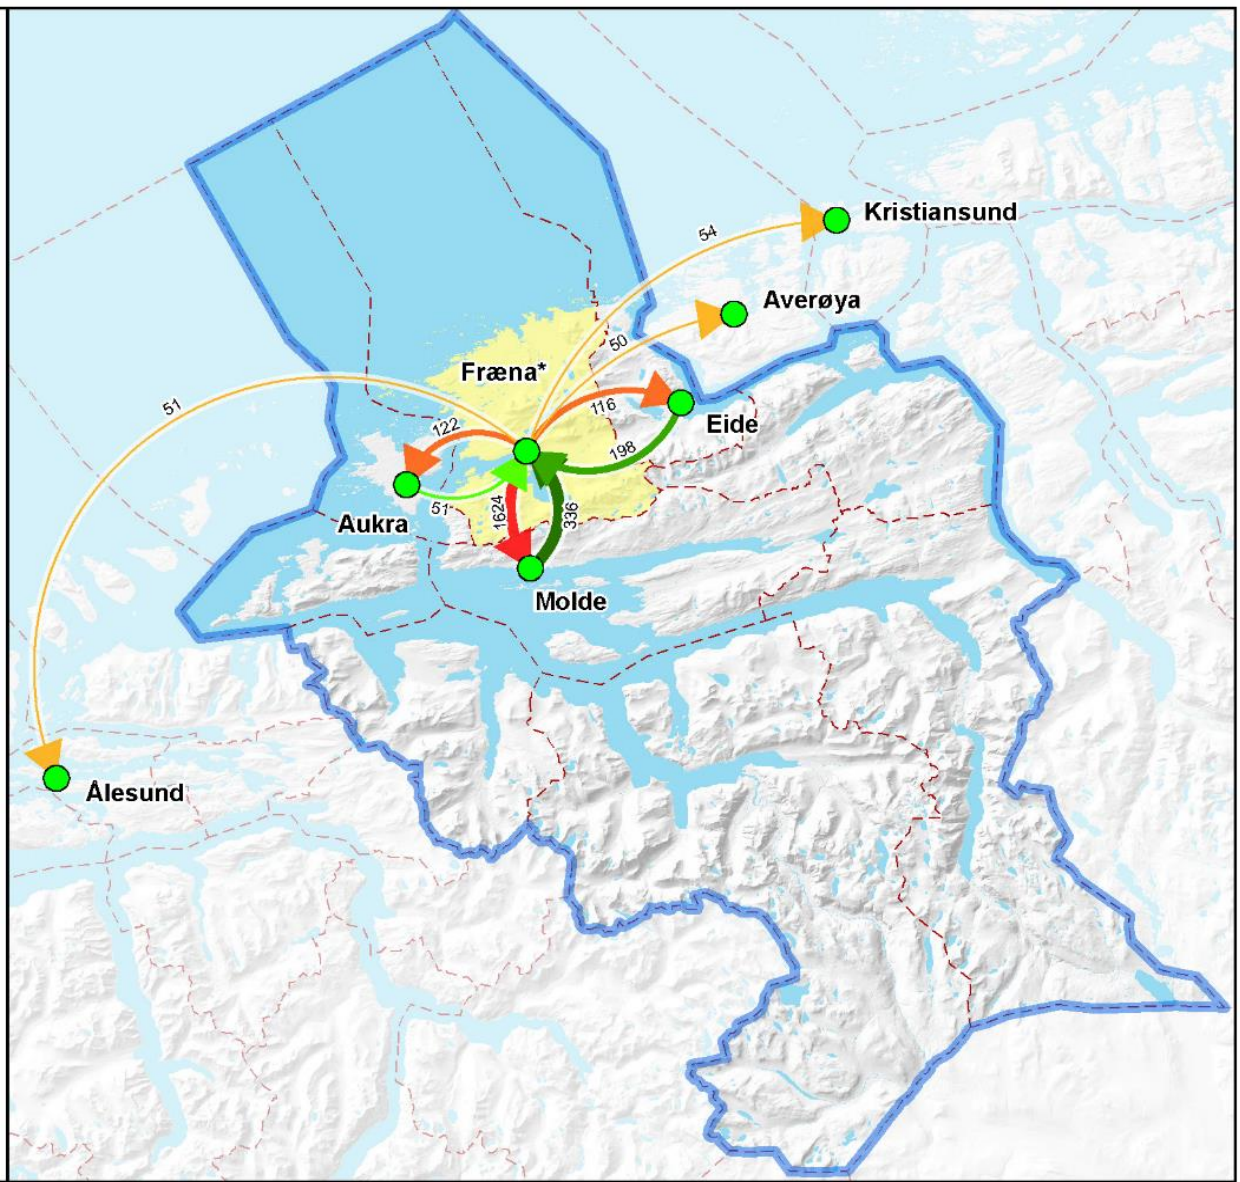 Kristiansund
54
Averøya
50
Fræna*
51
116
Eide
122
198
Aukra
51
1624
336
Molde
Ålesund